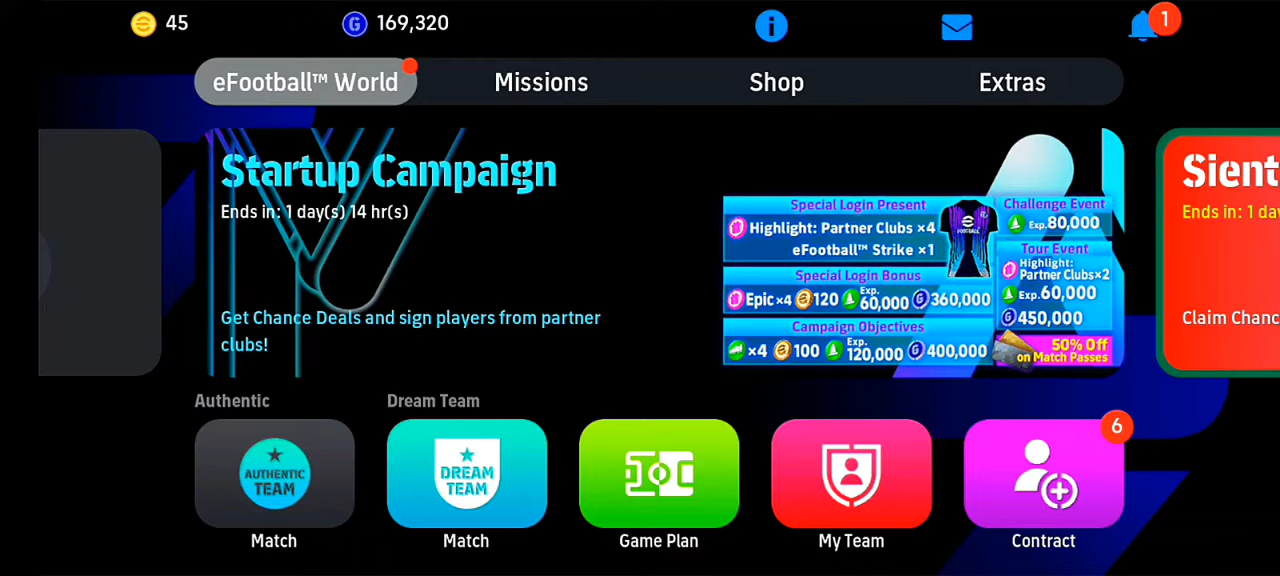 45
G 169,320
i
1
eFootball™ World
Missions
Shop
Extras
Startup Campaign
Ends in: 1 day(s) 14 hr(s)
Get Chance Deals and sign players from partner
clubs!
Special Login Present
Highlight: Partner Clubs ×4
eFootball™ Strike ×1
Special Login Bonus
Epic×4 120 Exp. 60,000 G 360,000
Campaign Objectives
×4 100 Exp. 120,000 G 400,000
FOOTBALL
Challenge Event
Exp.80,000
Tour Event
Highlight:
Partner Clubs×2
Exp.60,000
G 450,000
50% Off
on Match Passes
Sient
Ends in: 1 da
Claim Chanc
Authentic
Dream Team
AUTHENTIC
TEAM
DREAM
TEAM
6
Match
Match
Game Plan
My Team
Contract